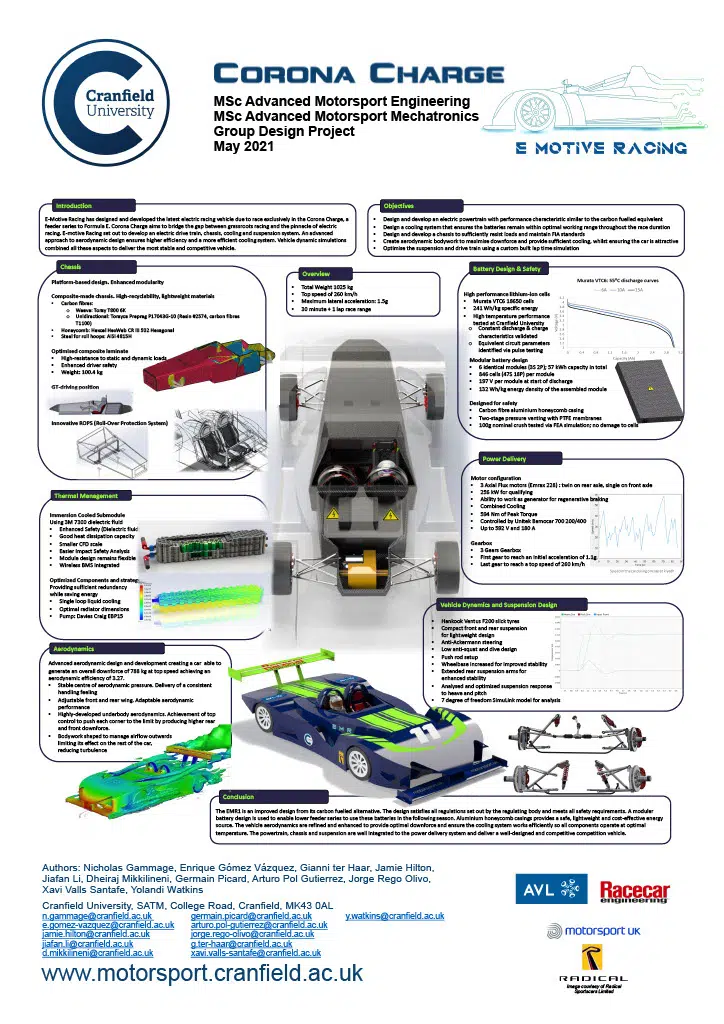 Cranfield
University
CORONA CHARGE
MSc Advanced Motorsport Engineering
MSc Advanced Motorsport Mechatronics
Group Design Project
May 2021
E MOTIVE RACING
Introduction
E-Motive Racing has designed and developed the latest electric racing vehicle due to race exclusively in the Corona Charge, a
feeder series to Formula E. Corona Charge aims to bridge the gap between grassroots racing and the pinnacle of electric
racing. E-motive Racing set out to develop an electric drive train, chassis, cooling and suspension system. An advanced
approach to aerodynamic design ensures higher efficiency and a more efficient cooling system. Vehicle dynamic simulations
combined all these aspects to deliver the most stable and competitive vehicle.
Objectives
• Design and develop an electric powertrain with performance characteristic similar to the carbon fuelled equivalent
• Design a cooling system that ensures the batteries remain within optimal working range throughout the race duration
• Design and develop a chassis to sufficiently resist loads and maintain FIA standards
• Create aerodynamic bodywork to maximise downforce and provide sufficient cooling, whilst ensuring the car is attractive
• Optimise the suspension and drive train using a custom built lap time simulation
Chassis
Platform-based design. Enhanced modularity
Composite-made chassis. High-recyclability, lightweight materials
• Carbon fibres:
o Weave: Toray T800 6K
o Unidirectional: Torayca Prepreg P17043G-10 (Resin #2574, carbon fibres
T1100)
• Honeycomb: Hexcel HexWeb CR III 502 Hexagonal
• Steel for roll hoops: AISI 4815H
Optimised composite laminate
• High-resistance to static and dynamic loads
• Enhanced driver safety
• Weight: 100.4 kg
GT-driving position
Innovative ROPS (Roll-Over Protection System)
Overview
• Total Weight 1025 kg
• Top speed of 260 km/h
• Maximum lateral acceleration: 1.5g
• 30 minute + 1 lap race range
Battery Design & Safety
High performance lithium-ion cells
• Murata VTC6 18650 cells
• 241 Wh/kg specific energy
• High temperature performance
tested at Cranfield University
o Constant discharge & charge
characteristics validated
o Equivalent circuit parameters
identified via pulse testing
Murata VTC6: 35°C discharge curves
6A 10A 15A
Capacity (Ah)
Modular battery design
• 6 identical modules (3S 2P); 57 kWh capacity in total
• 846 cells (47S 18P) per module
• 197 V per module at start of discharge
• 152 Wh/kg energy density of the assembled module
Designed for safety
• Carbon fibre aluminium honeycomb casing
• Two-stage pressure venting with PTFE membranes
• 100g nominal crush tested via FEA simulation; no damage to cells
Power Delivery
Motor configuration
• 3 Axial Flux motors (Emrax 228) : twin on rear axle, single on front axle
• 256 kW for qualifying
• Ability to work as generator for regenerative braking
• Combined Cooling
• 594 Nm of Peak Torque
• Controlled by Unitek Bamocar 700 200/400
• Up to 592 V and 180 A
Gearbox
• 3 Gears Gearbox
• First gear to reach an initial acceleration of 1.1g
• Last gear to reach a top speed of 260 km/h
Thermal Management
Immersion Cooled Submodule
Using 3M 7300 dielectric fluid
• Enhanced Safety (Dielectric fluid
• Good heat dissipation capacity
• Smaller CFD scale
• Easier Impact Safety Analysis
• Module design remains flexible
• Wireless BMS integrated
Optimized Components and strateg
Providing sufficient redundancy
while saving energy
• Single loop liquid cooling
• Optimal radiator dimensions
• Pump: Davies Craig EBP15
Vehicle Dynamics and Suspension Design
• Hankook Ventus F200 slick tyres
• Compact front and rear suspension
for lightweight design
• Anti-Ackermann steering
• Low anti-squat and dive design
• Push rod setup
• Wheelbase increased for improved stability
• Extended rear suspension arms for
enhanced stability
• Analysed and optimised suspension response
to heave and pitch
• 7 degree of freedom SimuLink model for analysis
Aerodynamics
Advanced aerodynamic design and development creating a car able to
generate an overall downforce of 788 kg at top speed achieving an
aerodynamic efficiency of 3.27.
• Stable centre of aerodynamic pressure. Delivery of a consistent
handling feeling
• Adjustable front and rear wing. Adaptable aerodynamic
performance
• Highly-developed underbody aerodynamics. Achievement of top
control to push each corner to the limit by producing higher rear
and front downforce.
• Bodywork shaped to manage airflow outwards
limiting its effect on the rest of the car,
reducing turbulence
11
Conclusion
The EMR1 is an improved design from its carbon fuelled alternative. The design satisfies all regulations set out by the regulating body and meets all safety requirements. A modular
battery design is used to enable lower feeder series to use these batteries in the following season. Aluminium honeycomb casings provides a safe, lightweight and cost-effective energy
source. The vehicle aerodynamics are refined and enhanced to provide optimal downforce and ensure the cooling system works efficiently so all components operate at optimal
temperature. The powertrain, chassis and suspension are well integrated to the power delivery system and deliver a well-designed and competitive competition vehicle.
Authors: Nicholas Gammage, Enrique Gómez Vázquez, Gianni ter Haar, Jamie Hilton,
Jiafan Li, Dheiraj Mikkilineni, Germain Picard, Arturo Pol Gutierrez, Jorge Rego Olivo,
Xavi Valls Santafe, Yolandi Watkins
Cranfield University, SATM, College Road, Cranfield, MK43 0AL
n.gammage@cranfield.ac.uk germain.picard@cranfield.ac.uk y.watkins@cranfield.ac.uk
e.gomez-vazquez@cranfield.ac.uk arturo.pol-gutierrez@cranfield.ac.uk
jamie.hilton@cranfield.ac.uk jorge.rego-olivo@cranfield.ac.uk
jiafan.li@cranfield.ac.uk g.ter-haar@cranfield.ac.uk
d.mikkilineni@cranfield.ac.uk xavi.valls-santafe@cranfield.ac.uk
www.motorsport.cranfield.ac.uk
AVL
Racecar
engineering
motorsport uk
RADICAL
Image courtesy of Radical
Sportscars Limited